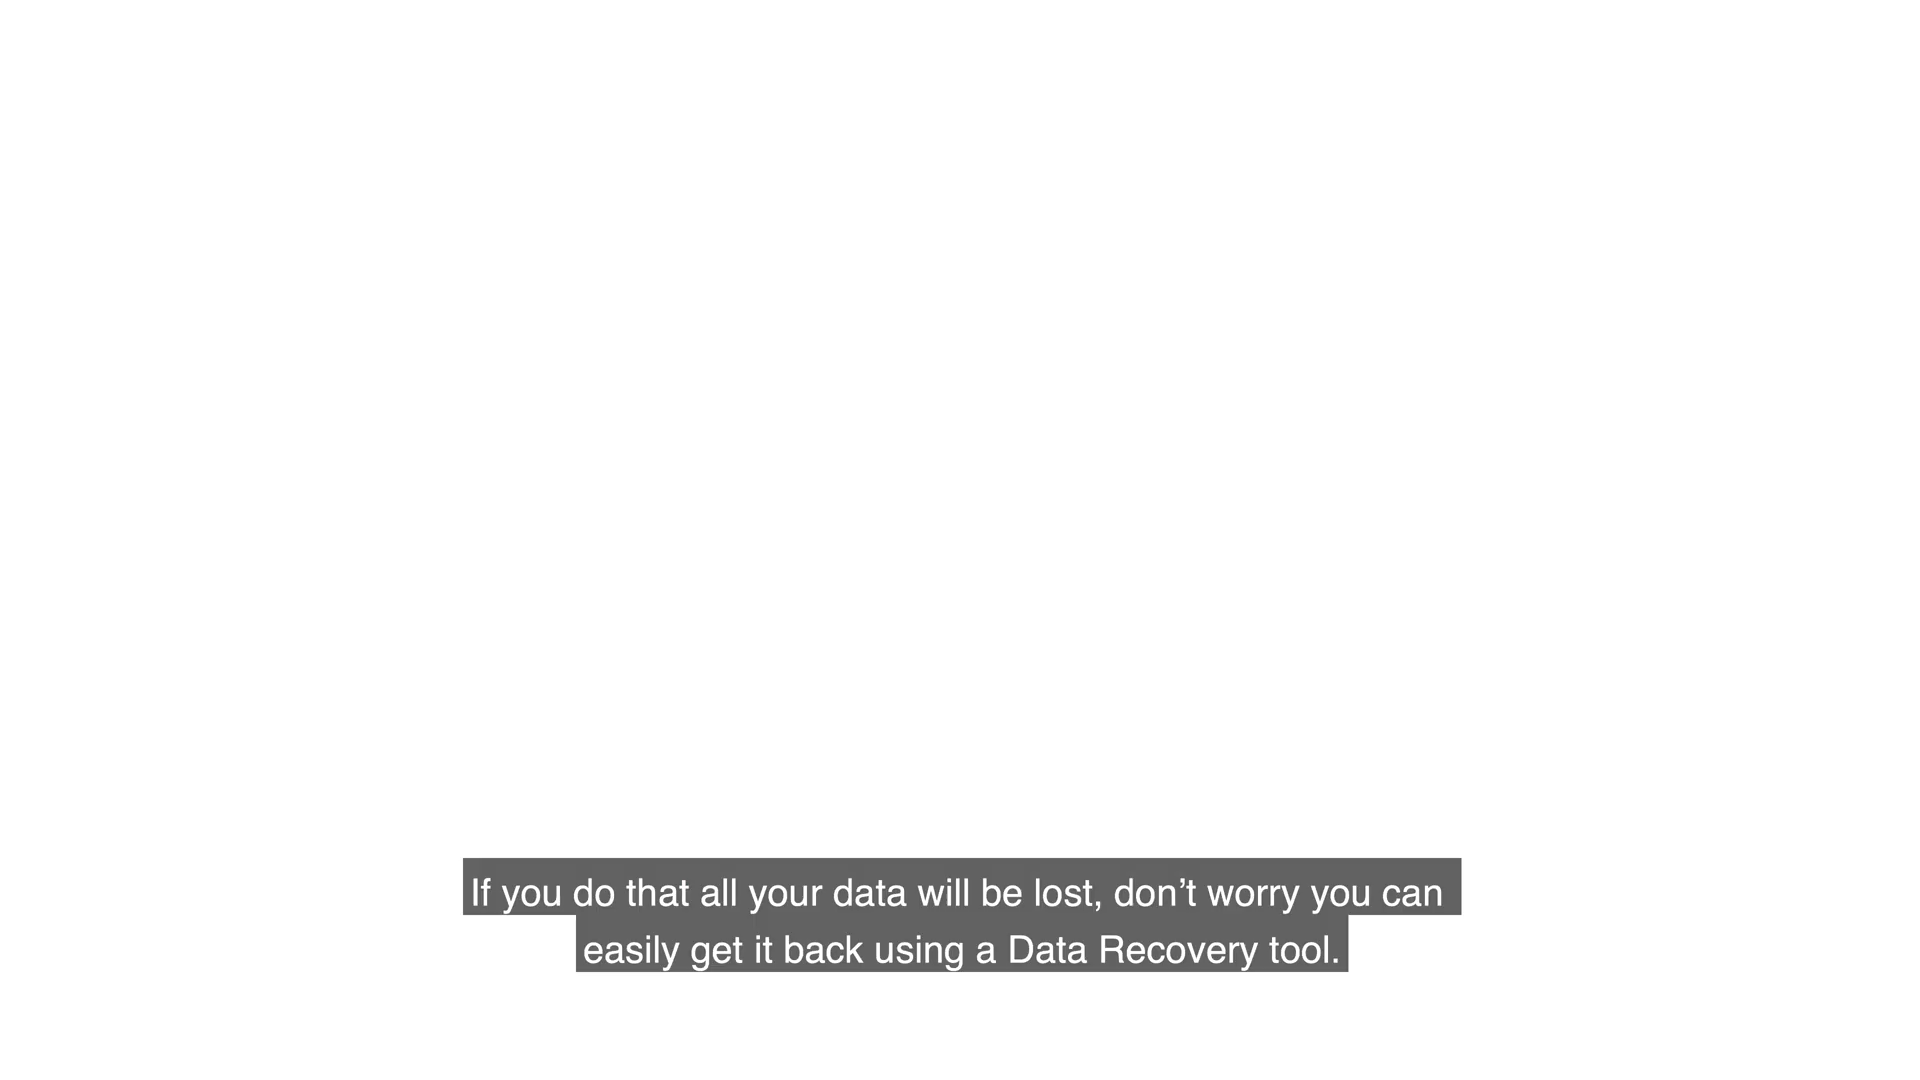 If you do that all your data will be lost, don’t worry you can
easily get it back using a Data Recovery tool.